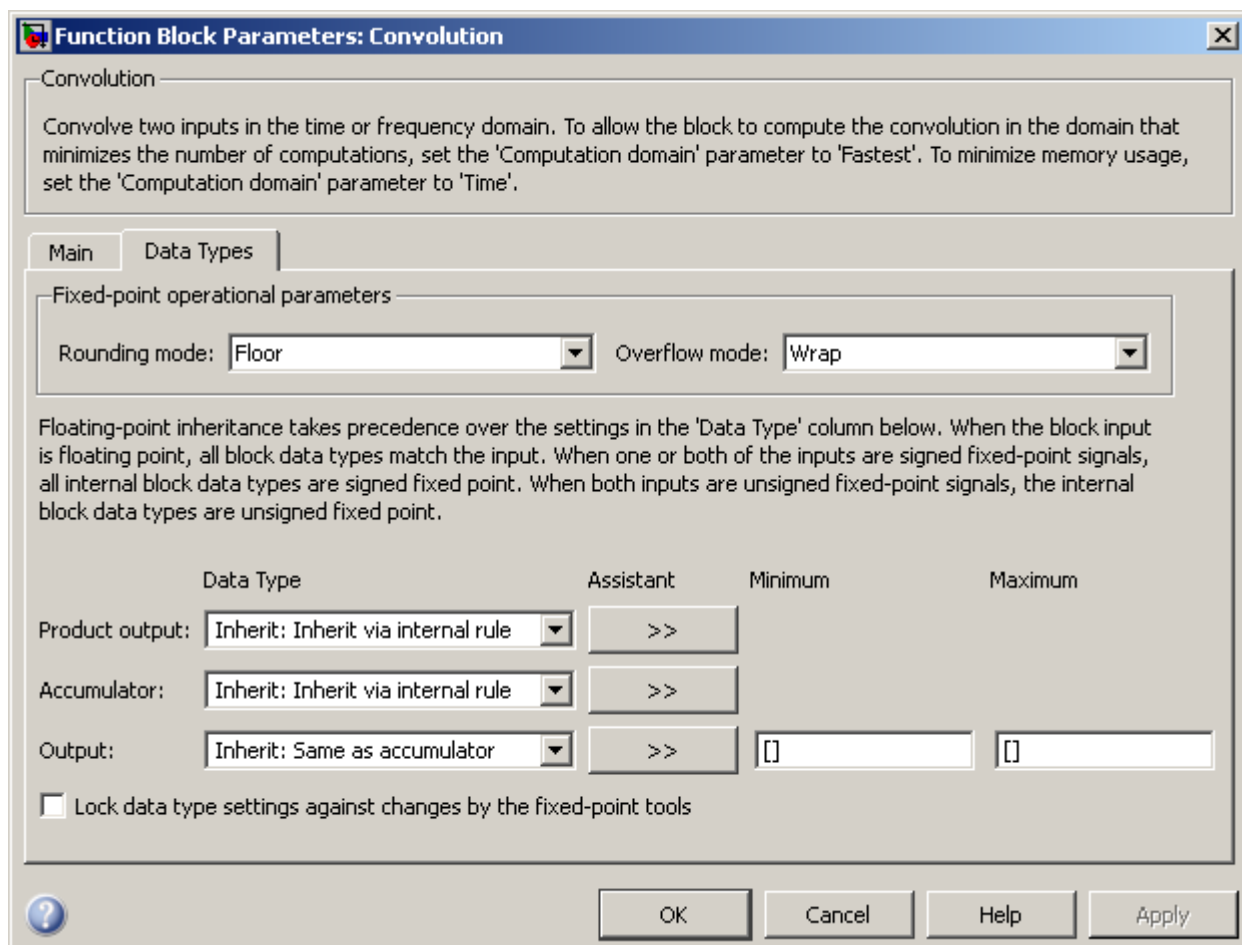 Function Block Parameters: Convolution
Convolution
Convolve two inputs in the time or frequency domain. To allow the block to compute the convolution in the domain that
minimizes the number of computations, set the 'Computation domain' parameter to 'Fastest'. To minimize memory usage,
set the 'Computation domain' parameter to 'Time'.
Main Data Types
Fixed-point operational parameters
Rounding mode: Floor Overflow mode: Wrap
Floating-point inheritance takes precedence over the settings in the 'Data Type' column below. When the block input
is floating point, all block data types match the input. When one or both of the inputs are signed fixed-point signals,
all internal block data types are signed fixed point. When both inputs are unsigned fixed-point signals, the internal
block data types are unsigned fixed point.
Data Type Assistant Minimum Maximum
Product output: Inherit: Inherit via internal rule >>
Accumulator: Inherit: Inherit via internal rule >>
Output: Inherit: Same as accumulator >> [] []
Lock data type settings against changes by the fixed-point tools
? OK Cancel Help Apply